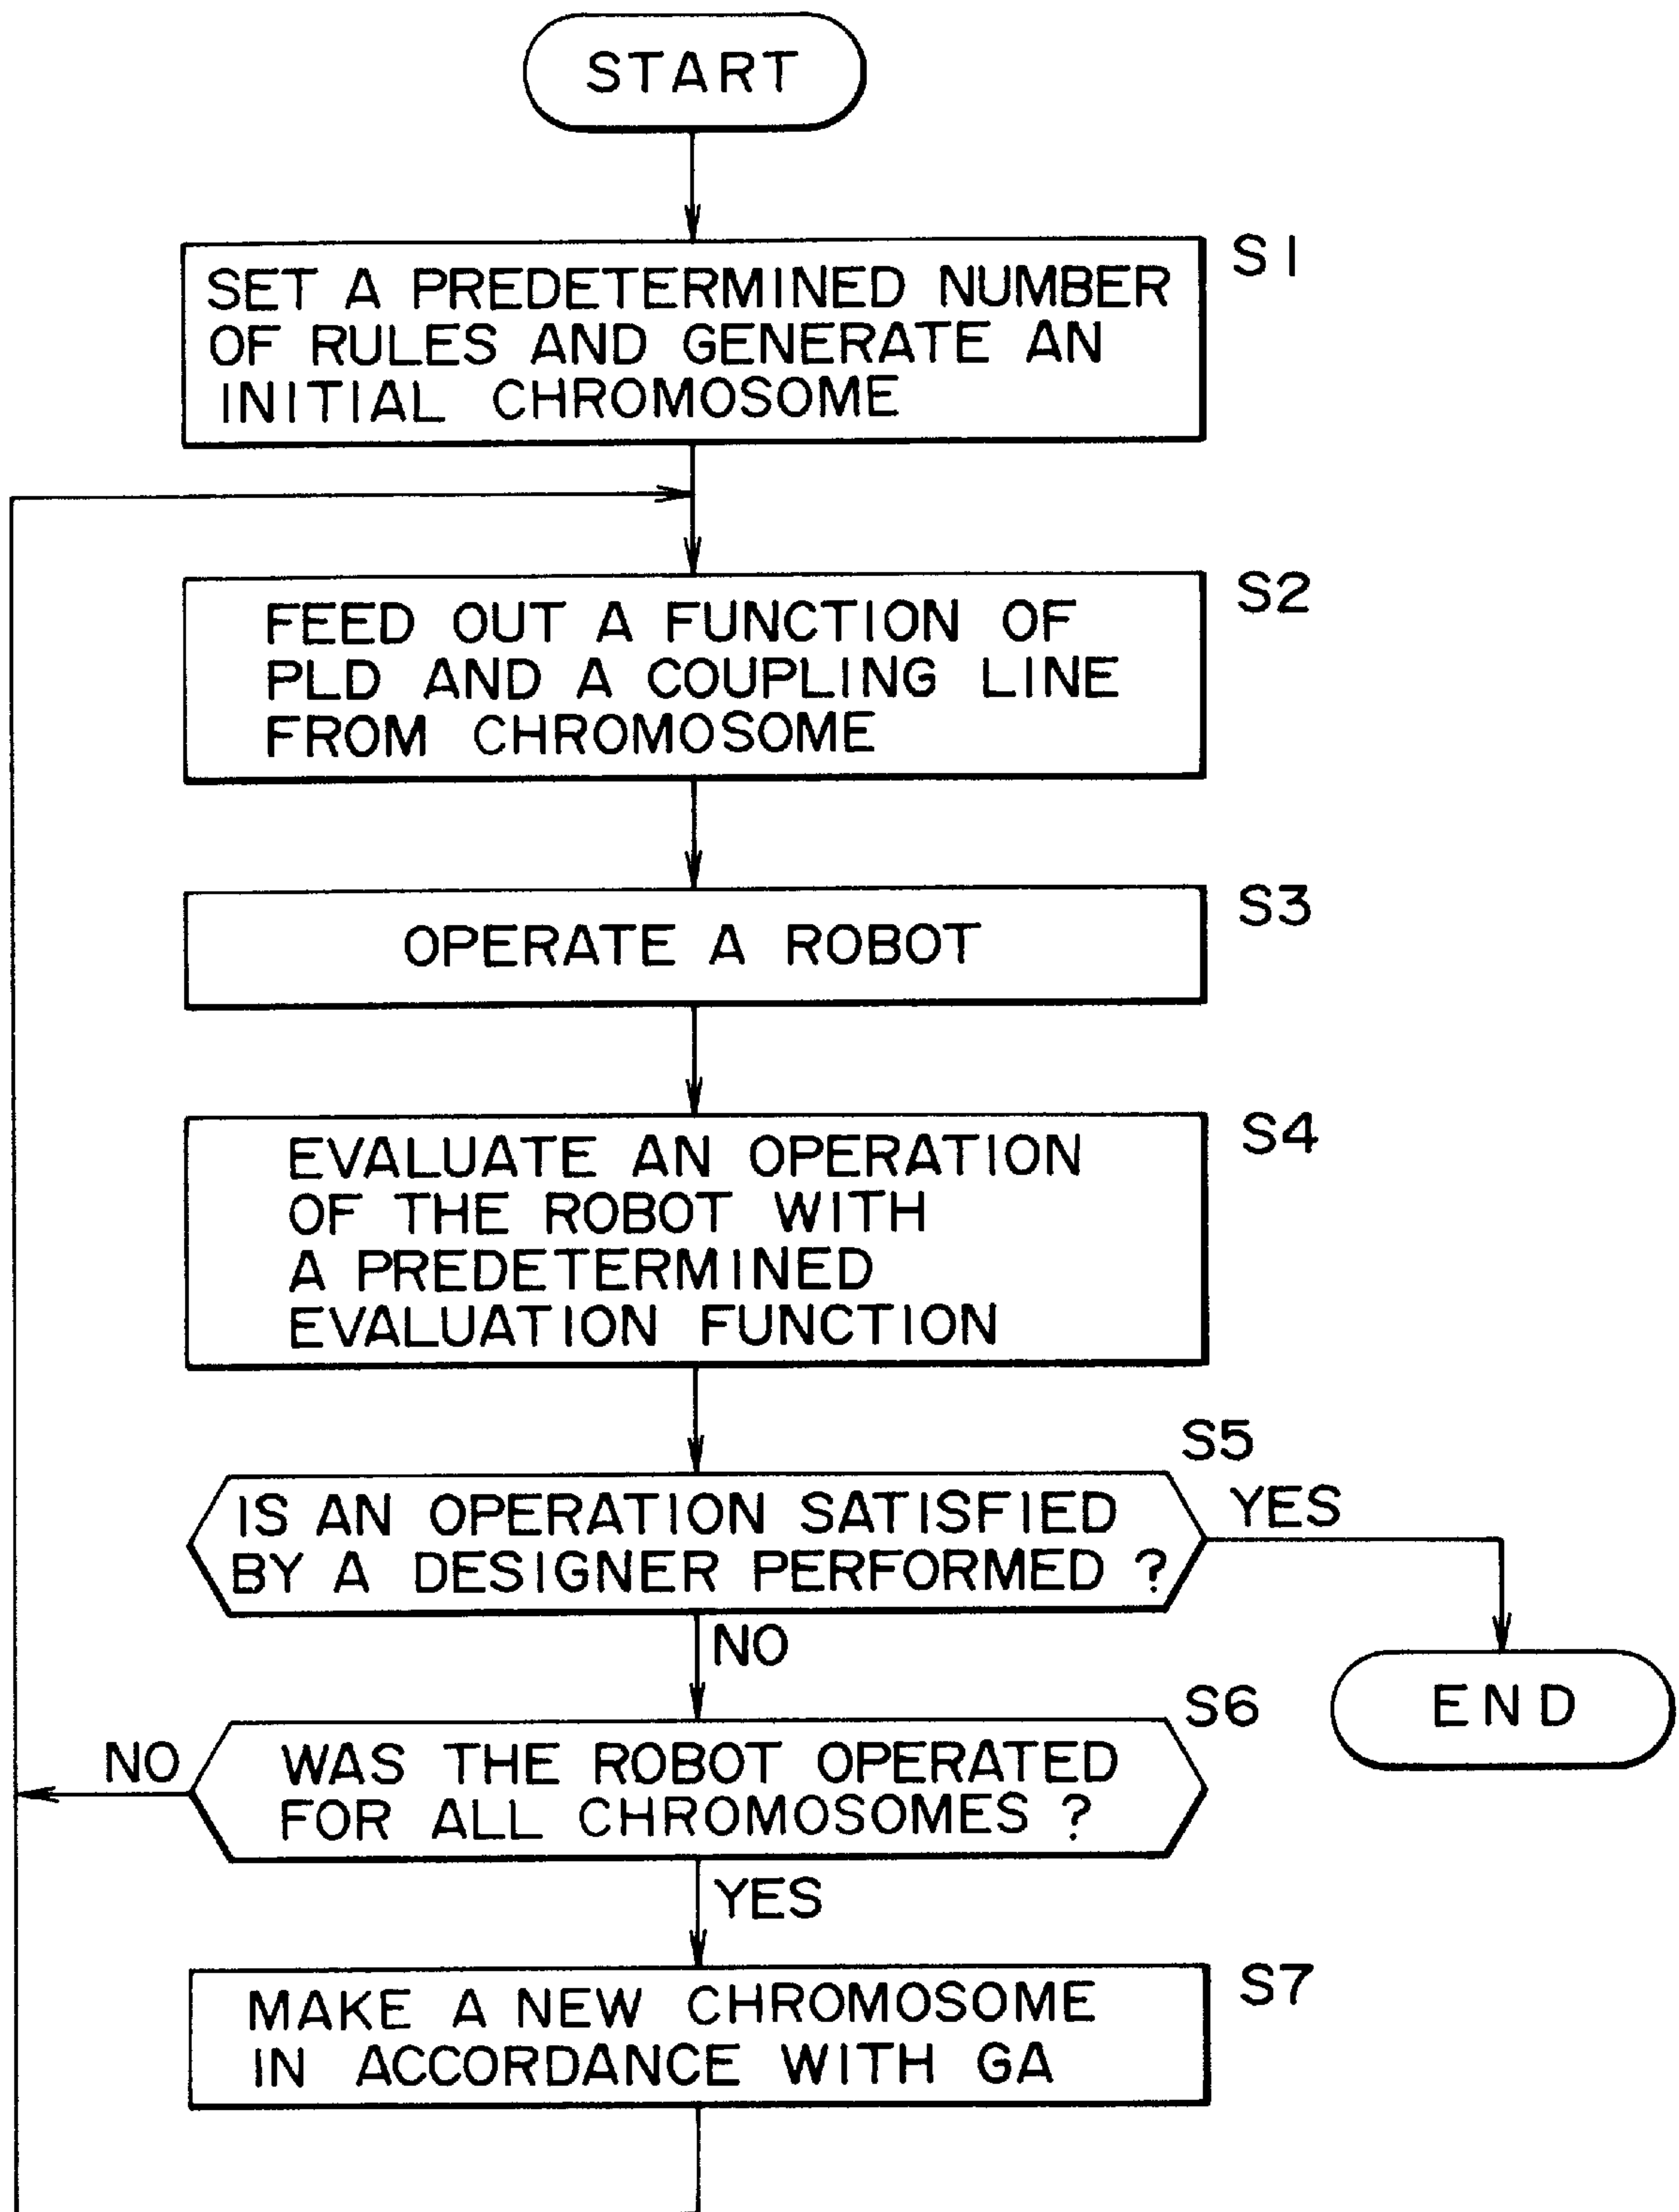 START
S1
SET A PREDETERMINED NUMBER
OF RULES AND GENERATE AN
INITIAL CHROMOSOME
S2
FEED OUT A FUNCTION OF
PLD AND A COUPLING LINE
FROM CHROMOSOME
S3
OPERATE A ROBOT
S4
EVALUATE AN OPERATION
OF THE ROBOT WITH
A PREDETERMINED
EVALUATION FUNCTION
S5
IS AN OPERATION SATISFIED
BY A DESIGNER PERFORMED ?
YES
NO
END
S6
WAS THE ROBOT OPERATED
FOR ALL CHROMOSOMES ?
NO
YES
S7
MAKE A NEW CHROMOSOME
IN ACCORDANCE WITH GA